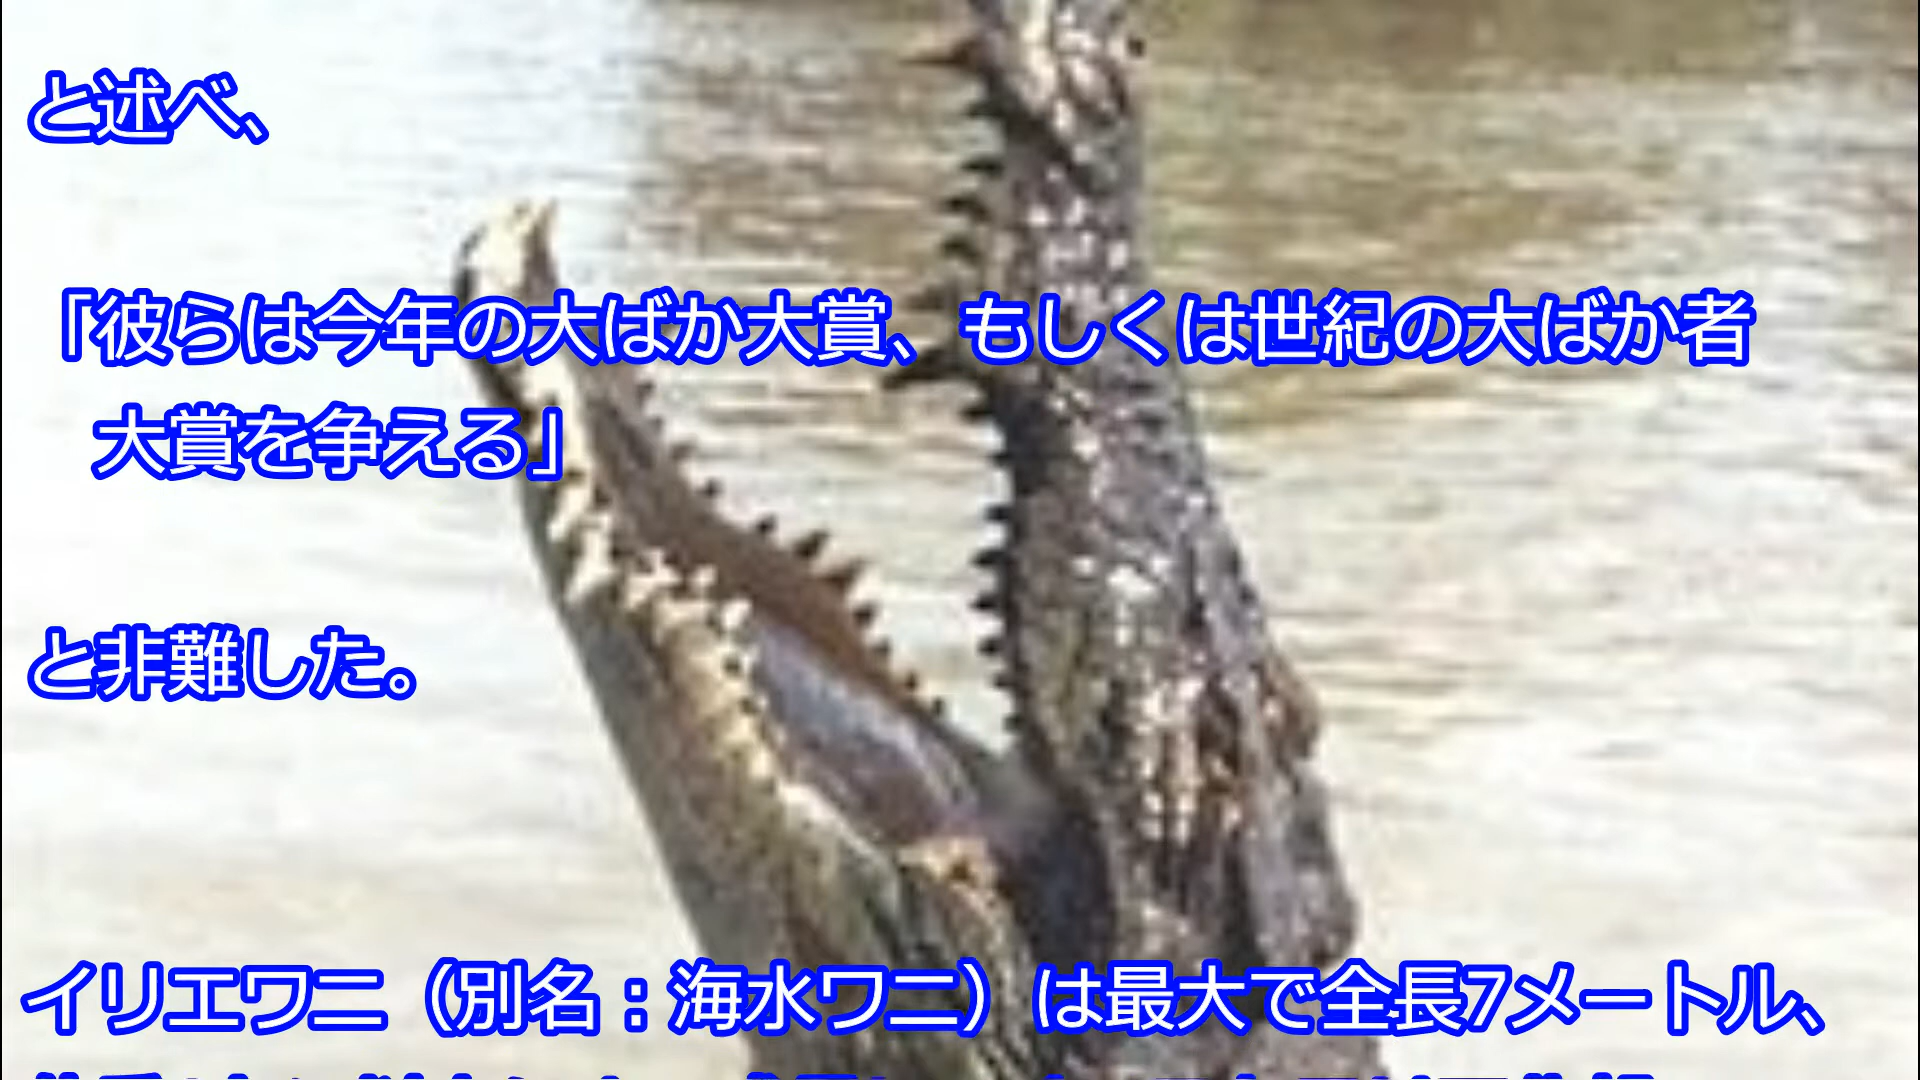 と述べ、
「彼らは今年の大ばか大賞、もしくは世紀の大ばか者
大賞を争える」
と非難した。
イリエワニ（別名：海水ワニ）は最大で全長7メートル、